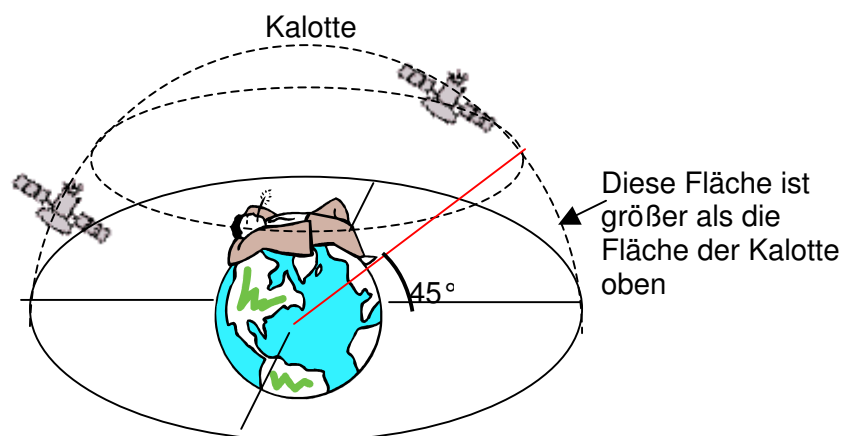 Kalotte
Diese Fläche ist
größer als die
Fläche der Kalotte
oben
45°